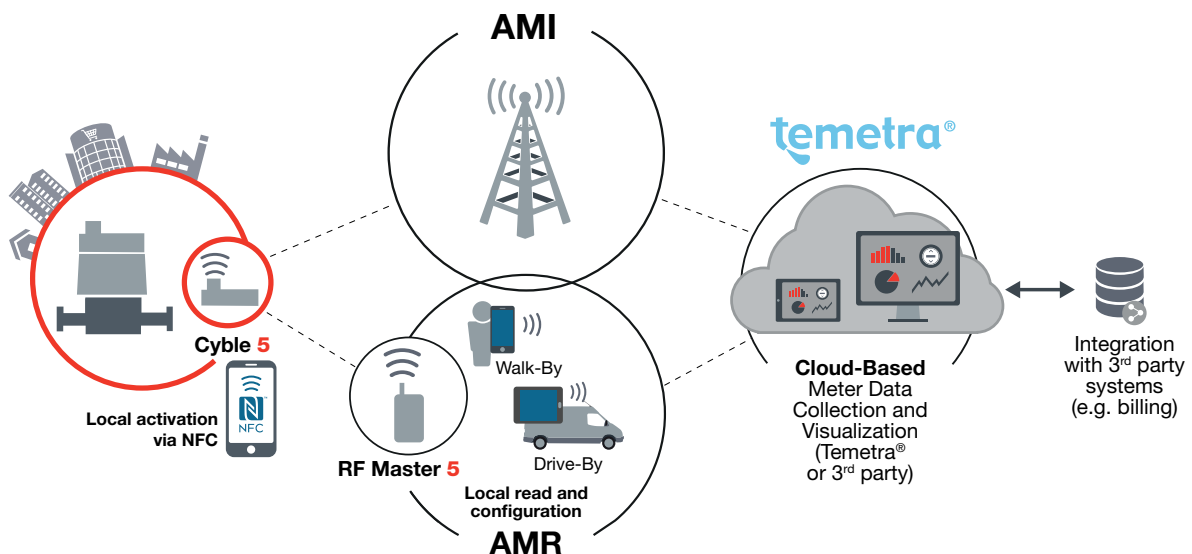 AMI
temetra®
Cyble 5
Local activation
via NFC
NFC™
Walk-By
Drive-By
RF Master 5
Local read and
configuration
AMR
Cloud-Based
Meter Data
Collection and
Visualization
(Temetra®
or 3rd party)
Integration
with 3rd party
systems
(e.g. billing)